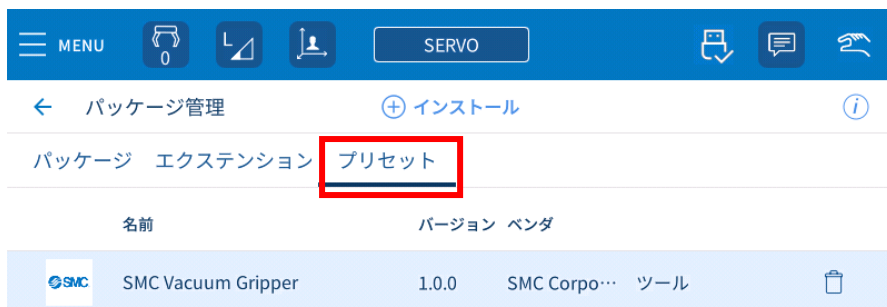 MENU 0 L SERVO
パッケージ管理 インストール i
パッケージ エクステンション プリセット
名前 バージョン ベンダ
SMC SMC Vacuum Gripper 1.0.0 SMC Corpo… ツール